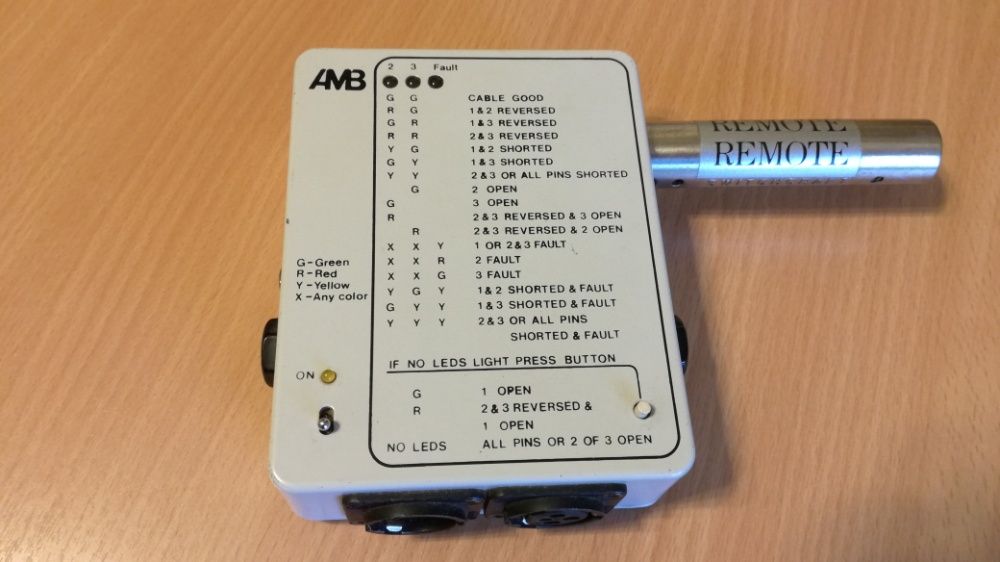 AMB
2 3 Fault
G G CABLE GOOD
R G 1 & 2 REVERSED
G R 1 & 3 REVERSED
R R 2 & 3 REVERSED
Y G 1 & 2 SHORTED
G Y 1 & 3 SHORTED
Y Y 2 & 3 OR ALL PINS SHORTED
G 2 OPEN
G 3 OPEN
R 2 & 3 REVERSED & 3 OPEN
R 2 & 3 REVERSED & 2 OPEN
X X Y 1 OR 2 & 3 FAULT
X X R 2 FAULT
X X G 3 FAULT
Y G Y 1 & 2 SHORTED & FAULT
G Y Y 1 & 3 SHORTED & FAULT
Y Y Y 2 & 3 OR ALL PINS
SHORTED & FAULT
G - Green
R - Red
Y - Yellow
X - Any color
IF NO LEDS LIGHT PRESS BUTTON
ON
G 1 OPEN
R 2 & 3 REVERSED &
1 OPEN
NO LEDS ALL PINS OR 2 OF 3 OPEN
REMOTE
REMOTE
SWITCHCRAFT